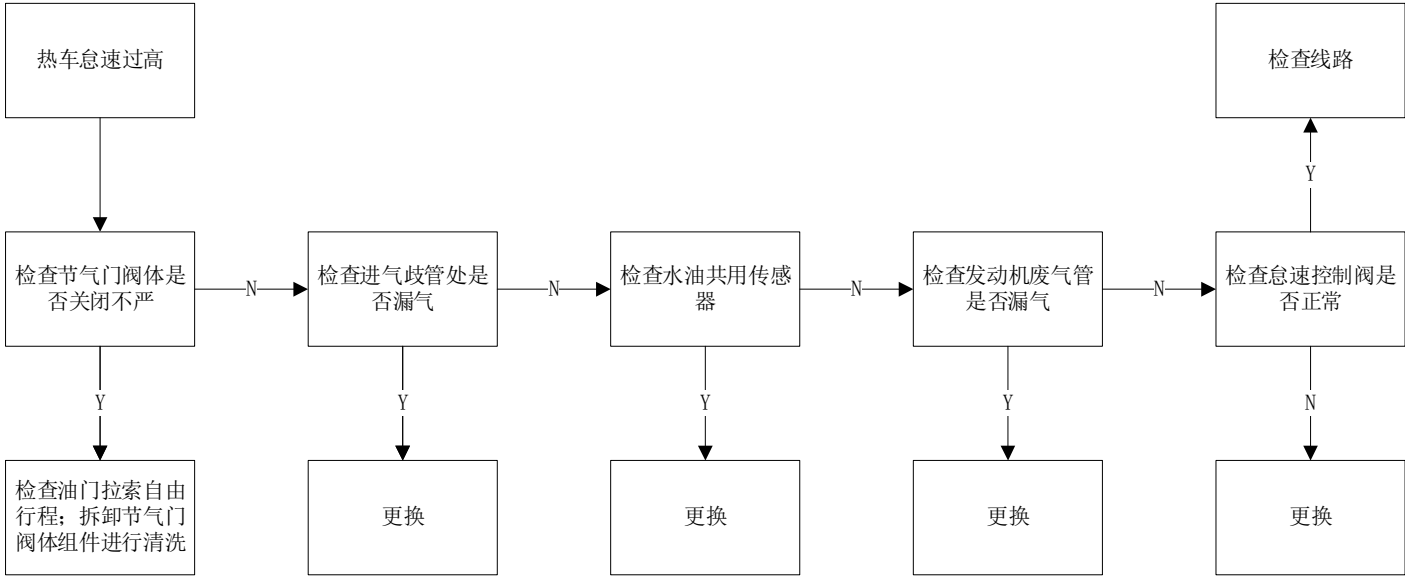 热车怠速过高
检查线路
Y
检查节气门阀体是
否关闭不严
N
检查进气歧管处是
否漏气
N
检查水油共用传感
器
N
检查发动机废气管
是否漏气
N
检查怠速控制阀是
否正常
Y
Y
Y
Y
N
检查油门拉索自由
行程；拆卸节气门
阀体组件进行清洗
更换
更换
更换
更换